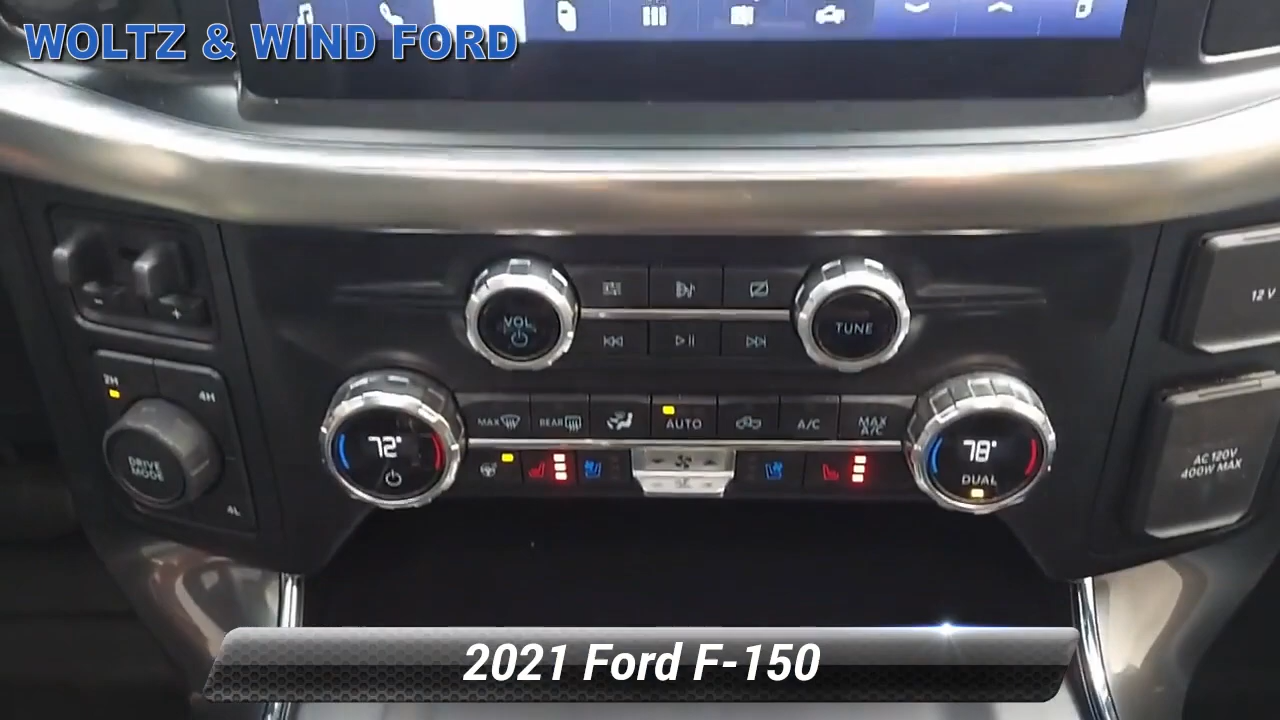 WOLTZ & WIND FORD
12 V
VOL
TUNE
- +
2H
4H
DRIVE MODE
4L
MAX
REAR
AUTO
A/C
MAX A/C
72°
78°
DUAL
AC 120V
400W MAX
2021 Ford F-150